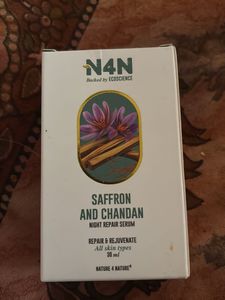 N4N
Backed by ECOSCIENCE
SAFFRON
AND CHANDAN
NIGHT REPAIR SERUM
REPAIR & REJUVENATE
All skin types
30 ml
NATURE 4 NATURE®